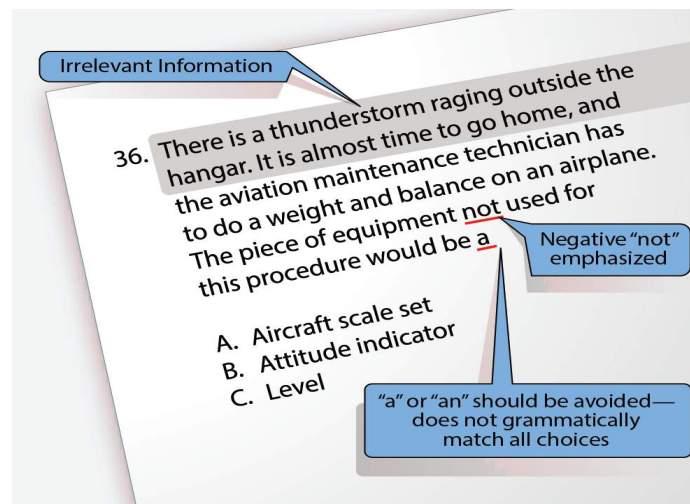 Irrelevant Information
36. There is a thunderstorm raging outside the
hangar. It is almost time to go home, and
the aviation maintenance technician has
to do a weight and balance on an airplane.
The piece of equipment not used for
this procedure would be a
Negative “not”
emphasized
A. Aircraft scale set
B. Attitude indicator
C. Level
“a” or “an” should be avoided—
does not grammatically
match all choices